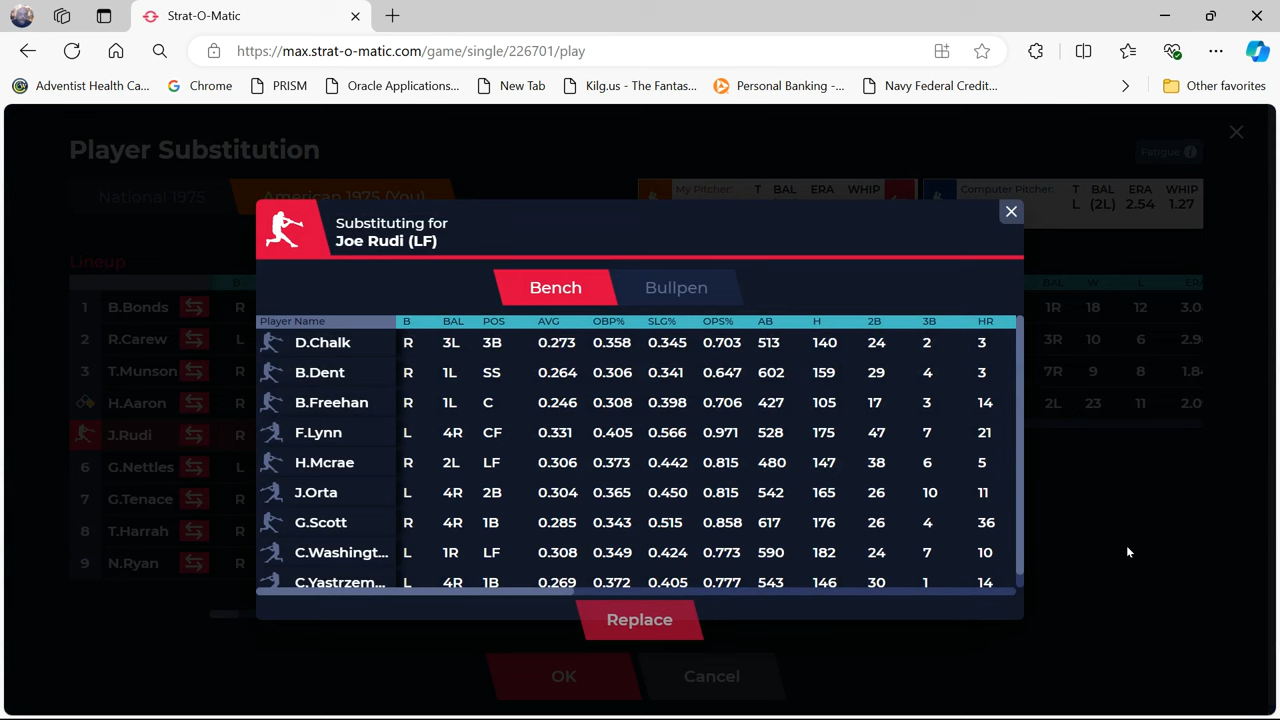 Strat-O-Matic
https://max.strat-o-matic.com/game/single/226701/play
Adventist Health Ca... Chrome PRISM Oracle Applications... New Tab Kilg.us - The Fantas... Personal Banking -... Navy Federal Credit... Other favorites
Player Substitution
Fatigue i
National 1975 American 1975 (You)
My Pitcher: T BAL ERA WHIP Computer Pitcher: T BAL ERA WHIP
L (2L) 2.54 1.27
Substituting for
Joe Rudi (LF)
Bench Bullpen
Lineup
B BAL W L ERA
Player Name B BAL POS AVG OBP% SLG% OPS% AB H 2B 3B HR
1 B.Bonds R 1R 18 12 3.0
D.Chalk R 3L 3B 0.273 0.358 0.345 0.703 513 140 24 2 3
2 R.Carew L 3R 10 6 2.9
B.Dent R 1L SS 0.264 0.306 0.341 0.647 602 159 29 4 3
3 T.Munson R 7R 9 8 1.8
B.Freehan R 1L C 0.246 0.308 0.398 0.706 427 105 17 3 14
H.Aaron R 2L 23 11 2.0
F.Lynn L 4R CF 0.331 0.405 0.566 0.971 528 175 47 7 21
J.Rudi R
H.Mcrae R 2L LF 0.306 0.373 0.442 0.815 480 147 38 6 5
6 G.Nettles L
J.Orta L 4R 2B 0.304 0.365 0.450 0.815 542 165 26 10 11
7 G.Tenace R
G.Scott R 4R 1B 0.285 0.343 0.515 0.858 617 176 26 4 36
8 T.Harrah R
C.Washingt... L 1R LF 0.308 0.349 0.424 0.773 590 182 24 7 10
9 N.Ryan R
C.Yastrzem... L 4R 1B 0.269 0.372 0.405 0.777 543 146 30 1 14
Replace
OK Cancel